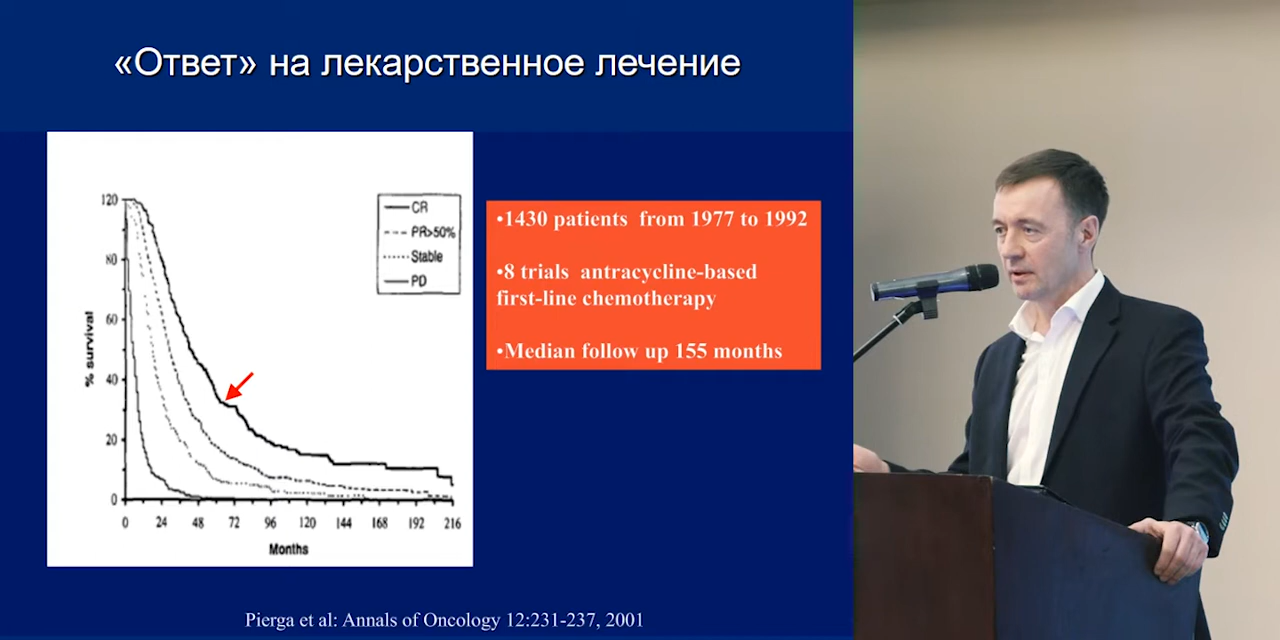 «Ответ» на лекарственное лечение
120
80
60
40
20
0
% survival
CR
PR>50%
Stable
PD
0 24 48 72 96 120 144 168 192 216
Months
•1430 patients from 1977 to 1992
•8 trials antracycline-based
first-line chemotherapy
•Median follow up 155 months
Pierga et al: Annals of Oncology 12:231-237, 2001